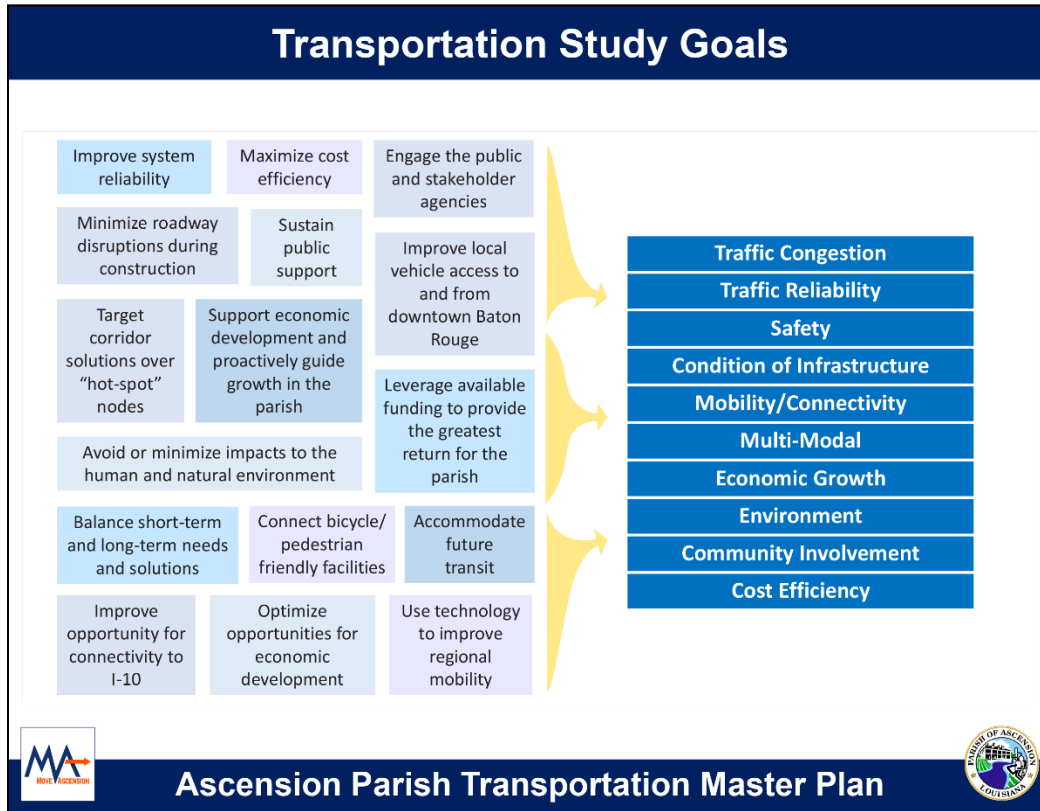 Transportation Study Goals
Improve system
reliability
Maximize cost
efficiency
Engage the public
and stakeholder
agencies
Minimize roadway
disruptions during
construction
Sustain
public
support
Improve local
vehicle access to
and from
downtown Baton
Rouge
Target
corridor
solutions over
“hot-spot”
nodes
Support economic
development and
proactively guide
growth in the
parish
Leverage available
funding to provide
the greatest
return for the
parish
Avoid or minimize impacts to the
human and natural environment
Balance short-term
and long-term needs
and solutions
Connect bicycle/
pedestrian
friendly facilities
Accommodate
future
transit
Improve
opportunity for
connectivity to
I-10
Optimize
opportunities for
economic
development
Use technology
to improve
regional
mobility
Traffic Congestion
Traffic Reliability
Safety
Condition of Infrastructure
Mobility/Connectivity
Multi-Modal
Economic Growth
Environment
Community Involvement
Cost Efficiency
MA
MOVE ASCENSION
Ascension Parish Transportation Master Plan
PARISH OF ASCENSION
LOUISIANA